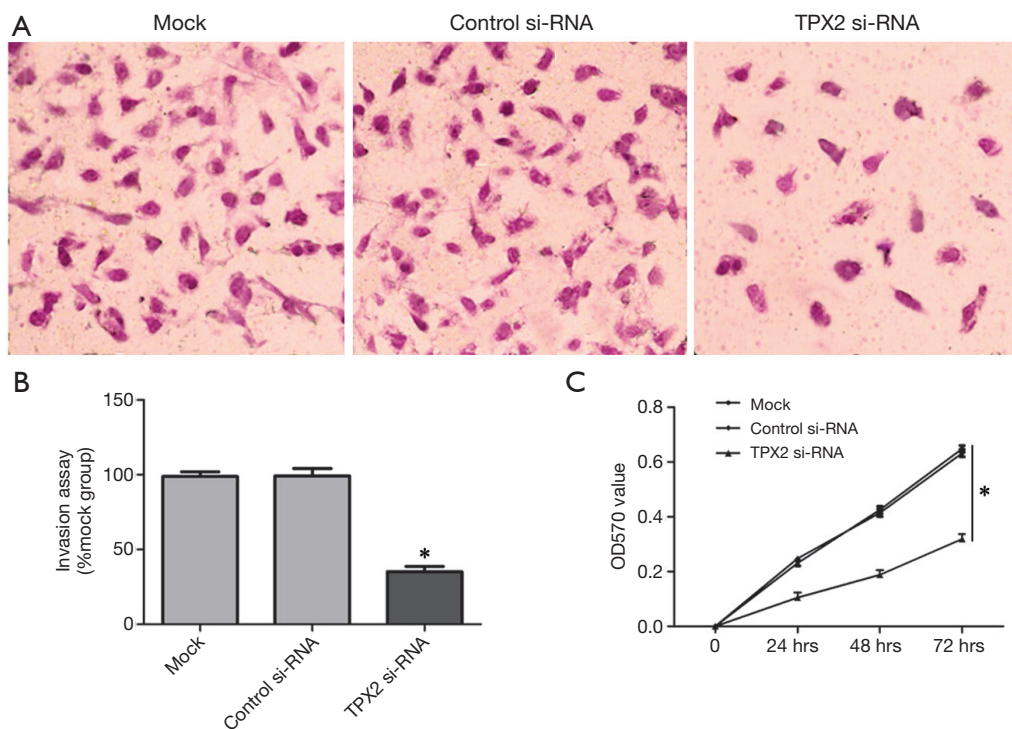 A
Mock
Control si-RNA
TPX2 si-RNA
B
150
100
50
0
Invasion assay
(%mock group)
*
Mock
Control si-RNA
TPX2 si-RNA
C
Mock
Control si-RNA
TPX2 si-RNA
0.8
0.6
0.4
0.2
0.0
OD570 value
*
0
24 hrs
48 hrs
72 hrs